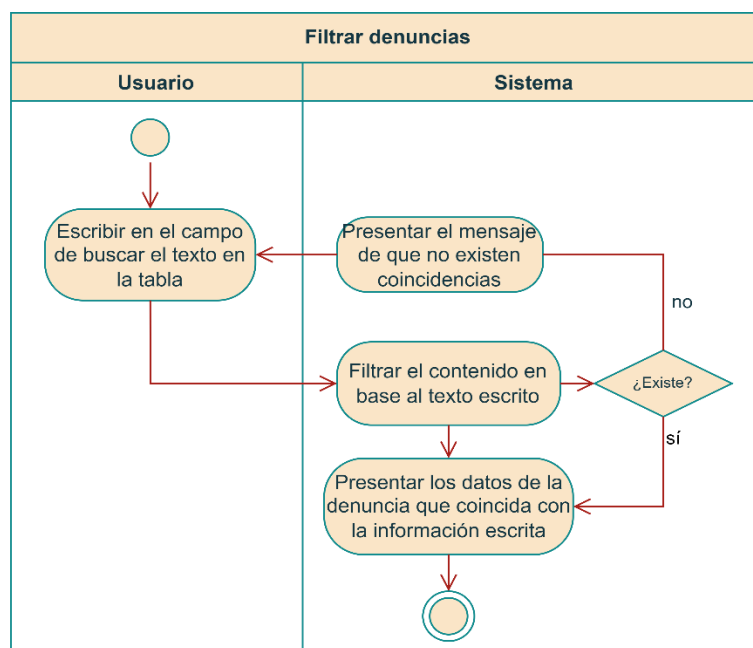 Filtrar denuncias
Usuario
Sistema
Escribir en el campo
de buscar el texto en
la tabla
Presentar el mensaje
de que no existen
coincidencias
no
Filtrar el contenido en
base al texto escrito
¿Existe?
sí
Presentar los datos de la
denuncia que coincida con
la información escrita